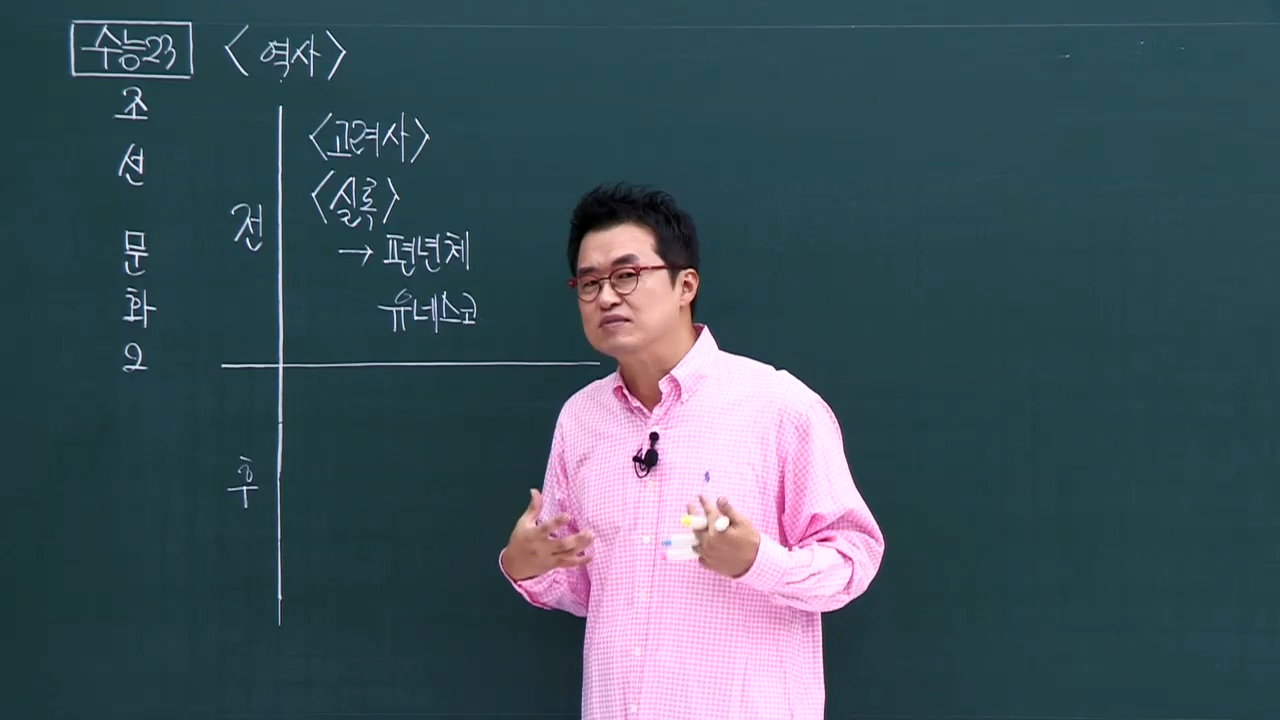 수능23 <역사>
조
선
문
화
2
전
<고려사>
<실록>
→ 편년체
유네스코
후